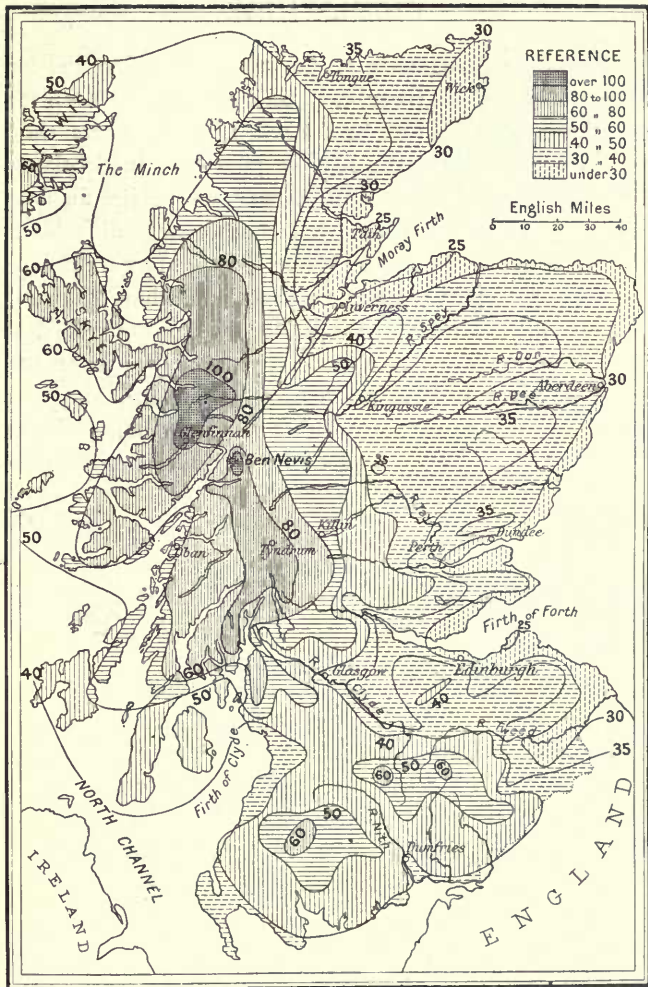 40
50
LEWIS
50
The Minch
35
30
Tongue
Wick
30
REFERENCE
over 100
80 to 100
60 „ 80
50 „ 60
40 „ 50
30 „ 40
under 30
English Miles
10 0 10 20 30 40
30
25
Tain
Moray Firth
25
60
80
SKYE
60
50
Inverness
R. Spey
40
50
100
80
Glenfinnan
Kingussie
R. Don
R. Dee
Aberdeen
30
35
Ben Nevis
35
50
Oban
80
Tyndrum
Killin
R. Tay
Perth
35
Dundee
Firth of Forth
25
40
60
50
Glasgow
R. Clyde
Edinburgh
40
R. Tweed
30
35
Firth of Clyde
40
60
50
60
NORTH CHANNEL
50
60
R. Nith
Dumfries
IRELAND
ENGLAND